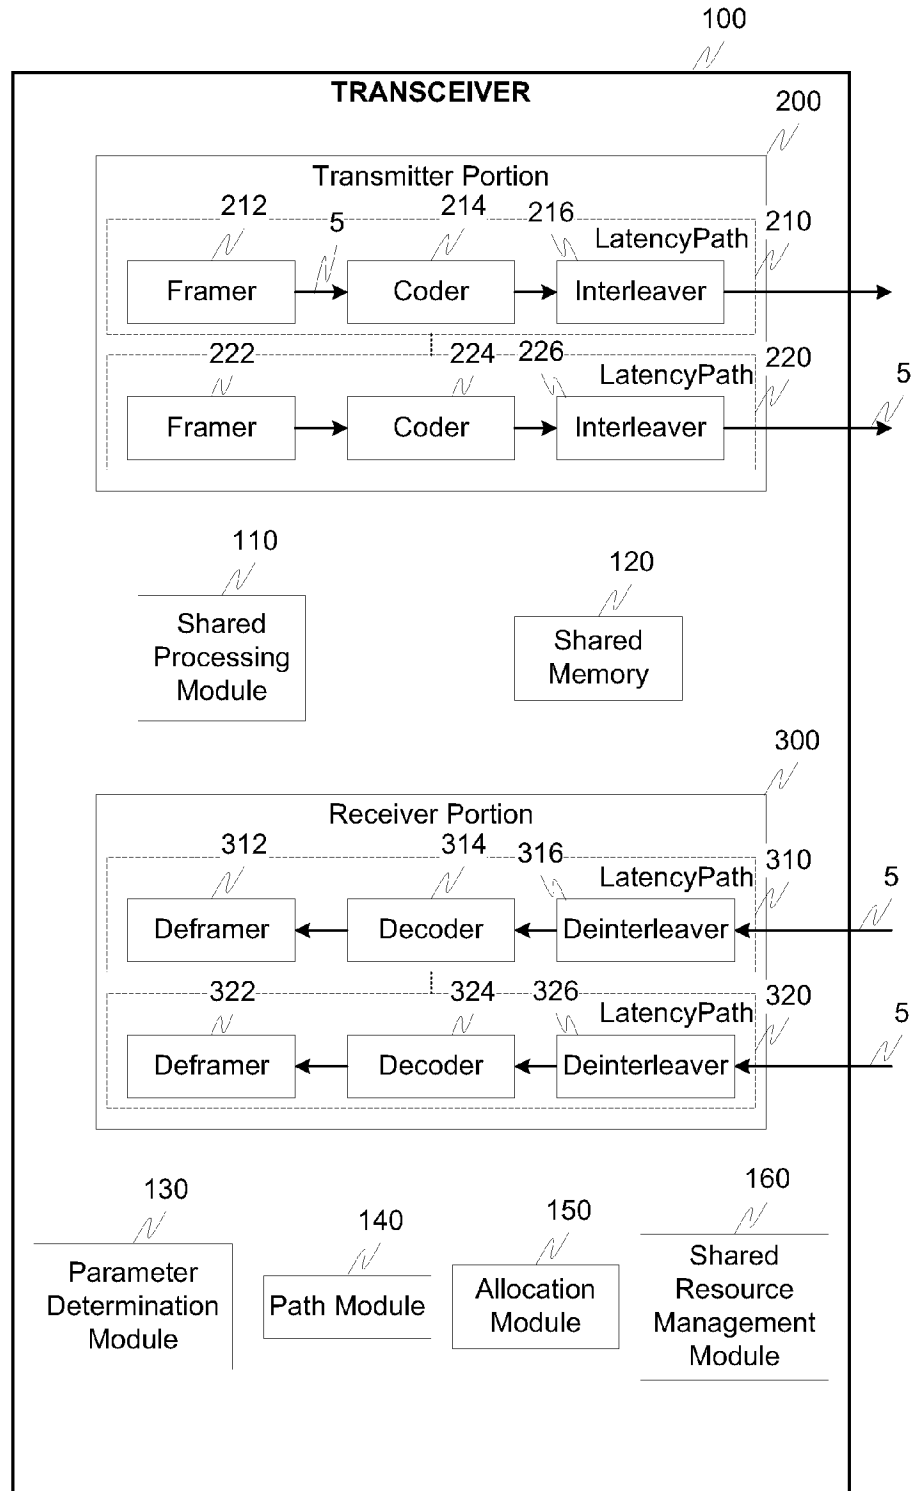 100
TRANSCEIVER
200
Transmitter Portion
212
5
214
216
LatencyPath
210
Framer
Coder
Interleaver
222
224
226
LatencyPath
220
5
Framer
Coder
Interleaver
110
120
Shared
Processing
Module
Shared
Memory
300
Receiver Portion
312
314
316
LatencyPath
310
5
Deframer
Decoder
Deinterleaver
322
324
326
LatencyPath
320
5
Deframer
Decoder
Deinterleaver
130
140
150
160
Parameter
Determination
Module
Path Module
Allocation
Module
Shared
Resource
Management
Module